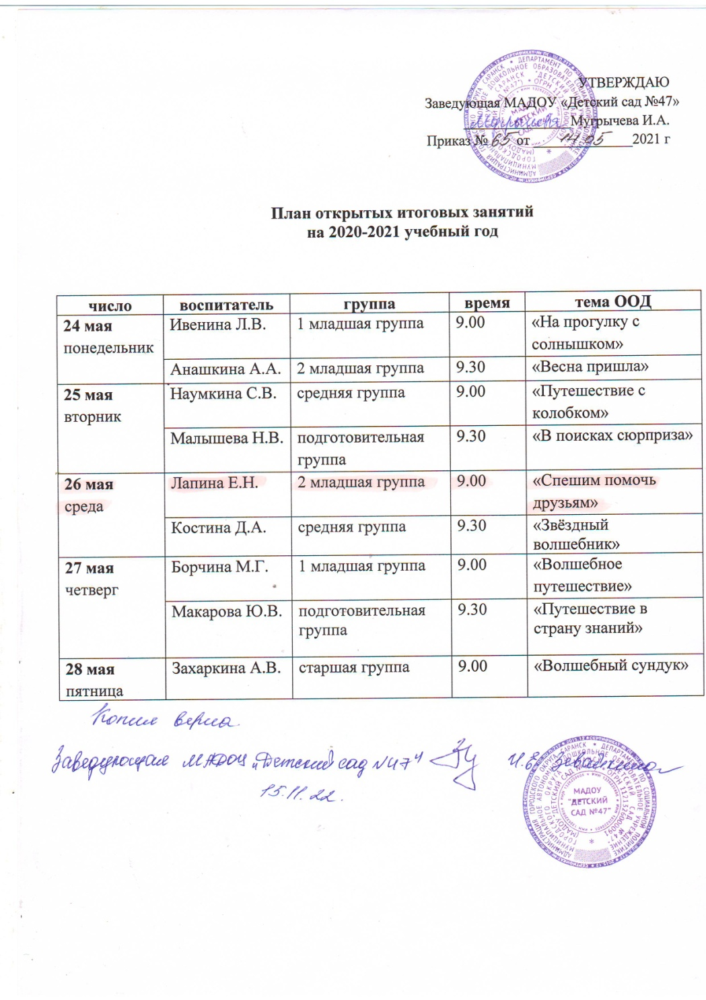 УТВЕРЖДАЮ
Заведующая МАДОУ «Детский сад №47»
Мугрычева И.А.
Приказ № 65 от 14.05 2021 г
План открытых итоговых занятий
на 2020-2021 учебный год
число воспитатель группа время тема ООД
24 мая понедельник Ивенина Л.В. 1 младшая группа 9.00 «На прогулку с солнышком»
Анашкина А.А. 2 младшая группа 9.30 «Весна пришла»
25 мая вторник Наумкина С.В. средняя группа 9.00 «Путешествие с колобком»
Малышева Н.В. подготовительная группа 9.30 «В поисках сюрприза»
26 мая среда Лапина Е.Н. 2 младшая группа 9.00 «Спешим помочь друзьям»
Костина Д.А. средняя группа 9.30 «Звёздный волшебник»
27 мая четверг Борчина М.Г. 1 младшая группа 9.00 «Волшебное путешествие»
Макарова Ю.В. подготовительная группа 9.30 «Путешествие в страну знаний»
28 мая пятница Захаркина А.В. старшая группа 9.00 «Волшебный сундук»
Копия верна
Заведующая МАДОУ "Детский сад №47"
15.11.22.
МАДОУ
"ДЕТСКИЙ
САД №47"